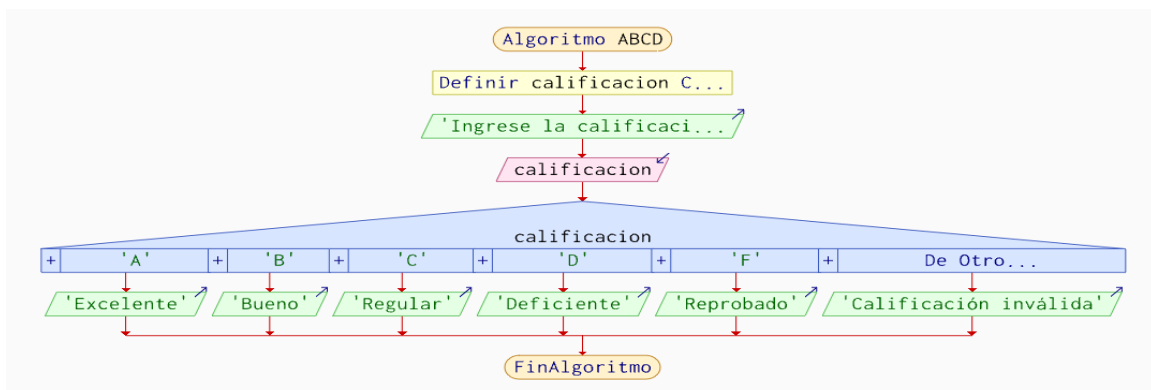 Algoritmo ABCD
Definir calificacion C...
'Ingrese la calificaci...
calificacion
calificacion
+ 'A' + 'B' + 'C' + 'D' + 'F' + De Otro...
'Excelente' 'Bueno' 'Regular' 'Deficiente' 'Reprobado' 'Calificación inválida'
FinAlgoritmo